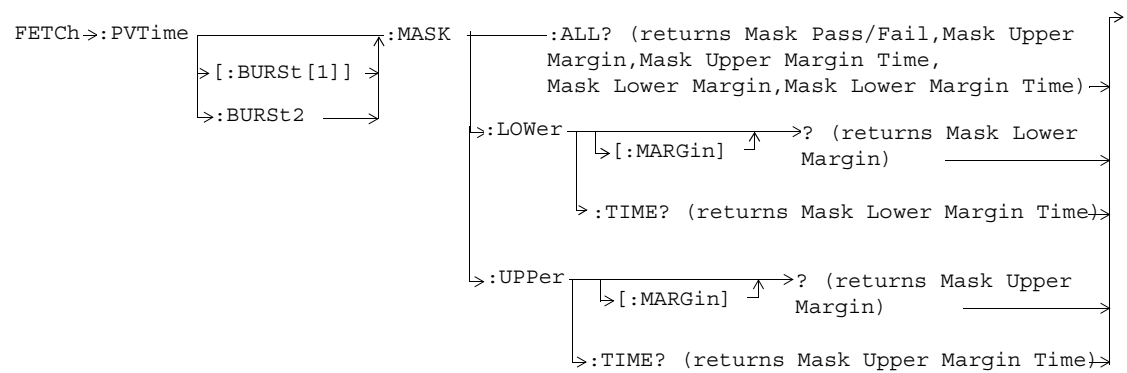 FETCh :PVTime :MASK :ALL? (returns Mask Pass/Fail,Mask Upper
Margin,Mask Upper Margin Time,
Mask Lower Margin,Mask Lower Margin Time)
[:BURSt[1]]
:BURSt2
:LOWer ? (returns Mask Lower
[:MARGin] Margin)
:TIME? (returns Mask Lower Margin Time)
:UPPer ? (returns Mask Upper
[:MARGin] Margin)
:TIME? (returns Mask Upper Margin Time)